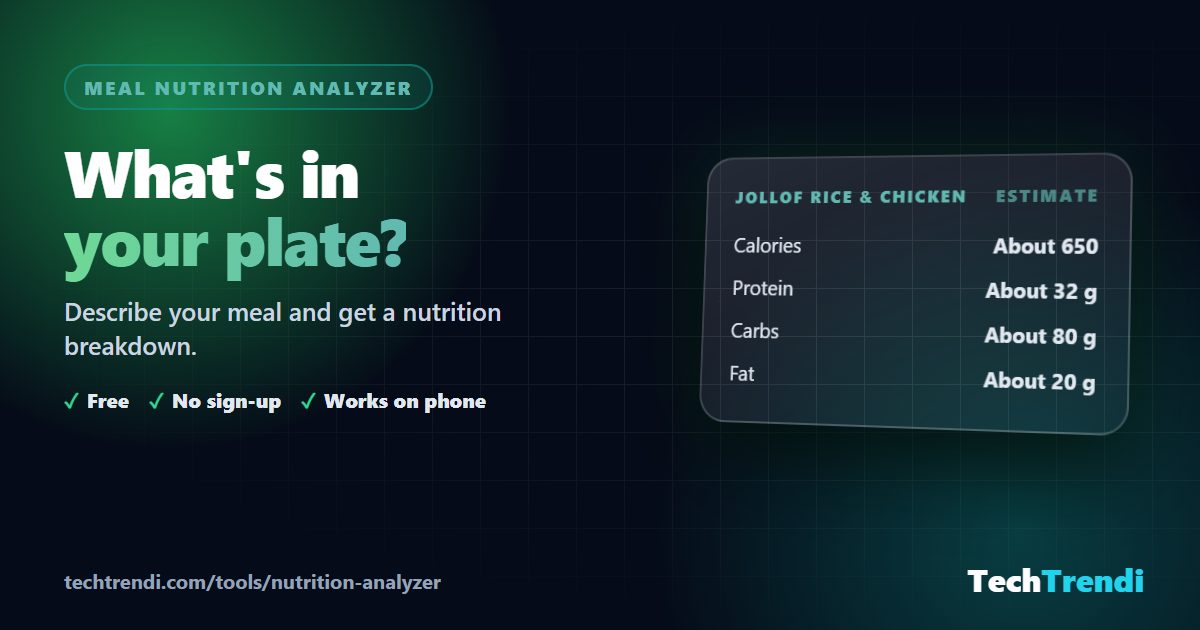 MEAL NUTRITION ANALYZER
What's in
your plate?
Describe your meal and get a nutrition
breakdown.
✓ Free ✓ No sign-up ✓ Works on phone
JOLLOF RICE & CHICKEN ESTIMATE
Calories About 650
Protein About 32 g
Carbs About 80 g
Fat About 20 g
techtrendi.com/tools/nutrition-analyzer
TechTrendi